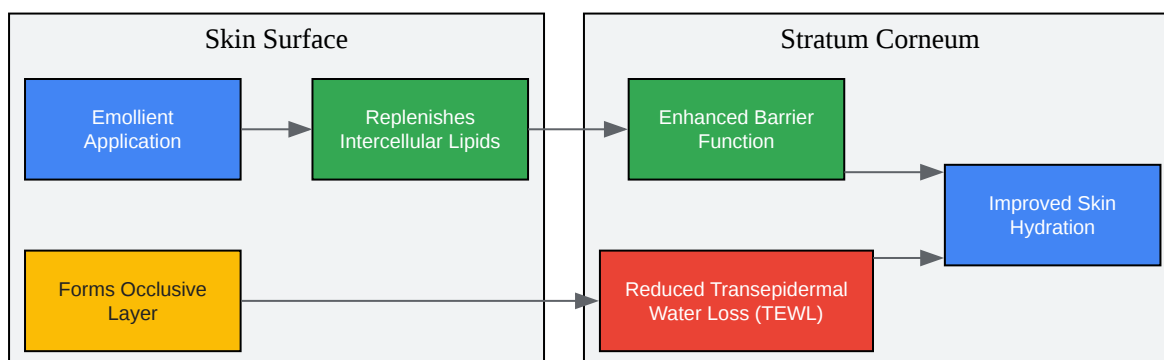 Skin Surface
Stratum Corneum
Emollient
Application
Replenishes
Intercellular Lipids
Enhanced Barrier
Function
Improved Skin
Hydration
Forms Occlusive
Layer
Reduced Transepidermal
Water Loss (TEWL)